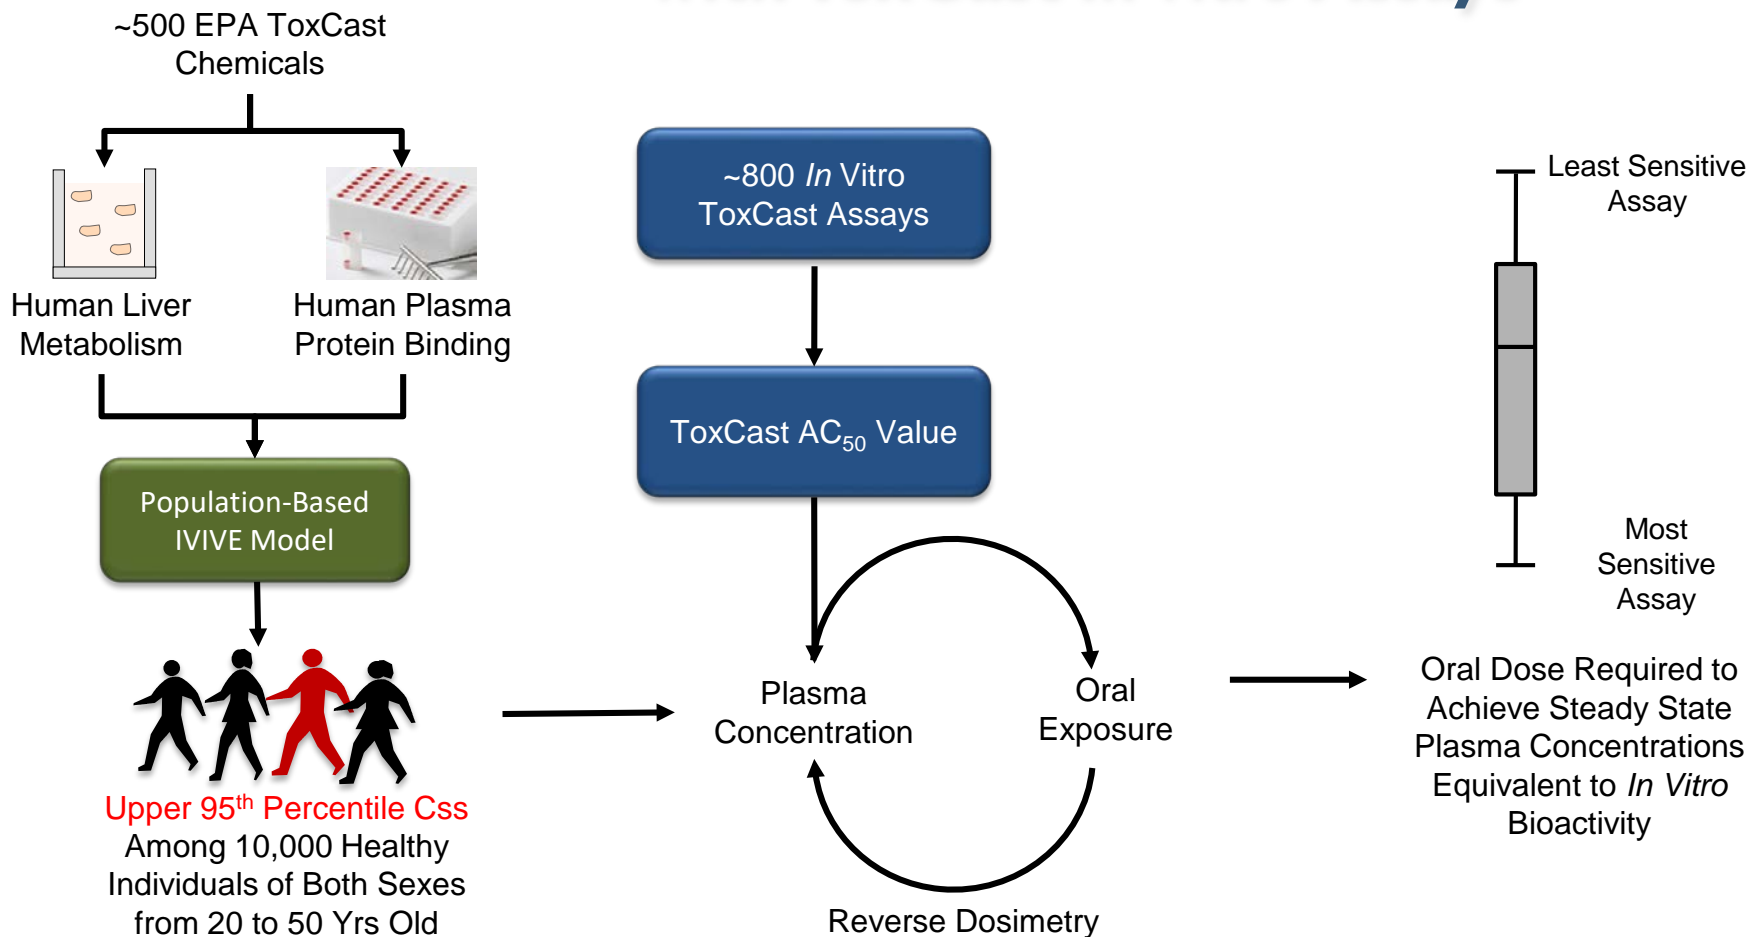 ~500 EPA ToxCast
Chemicals
Human Liver
Metabolism
Human Plasma
Protein Binding
Population-Based
IVIVE Model
Upper 95th Percentile Css
Among 10,000 Healthy
Individuals of Both Sexes
from 20 to 50 Yrs Old
~800 In Vitro
ToxCast Assays
ToxCast AC50 Value
Plasma
Concentration
Oral
Exposure
Reverse Dosimetry
Least Sensitive
Assay
Most
Sensitive
Assay
Oral Dose Required to
Achieve Steady State
Plasma Concentrations
Equivalent to In Vitro
Bioactivity